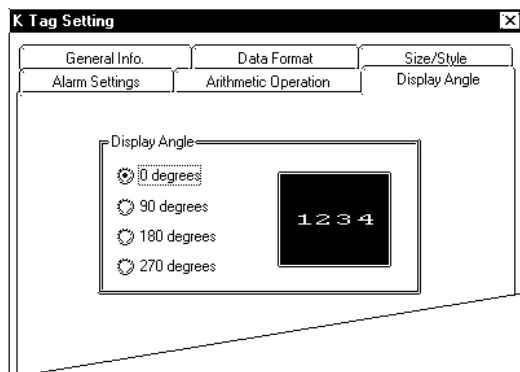 K Tag Setting
General Info. Data Format Size/Style
Alarm Settings Arithmetic Operation Display Angle
Display Angle
0 degrees
90 degrees
180 degrees
270 degrees
1234